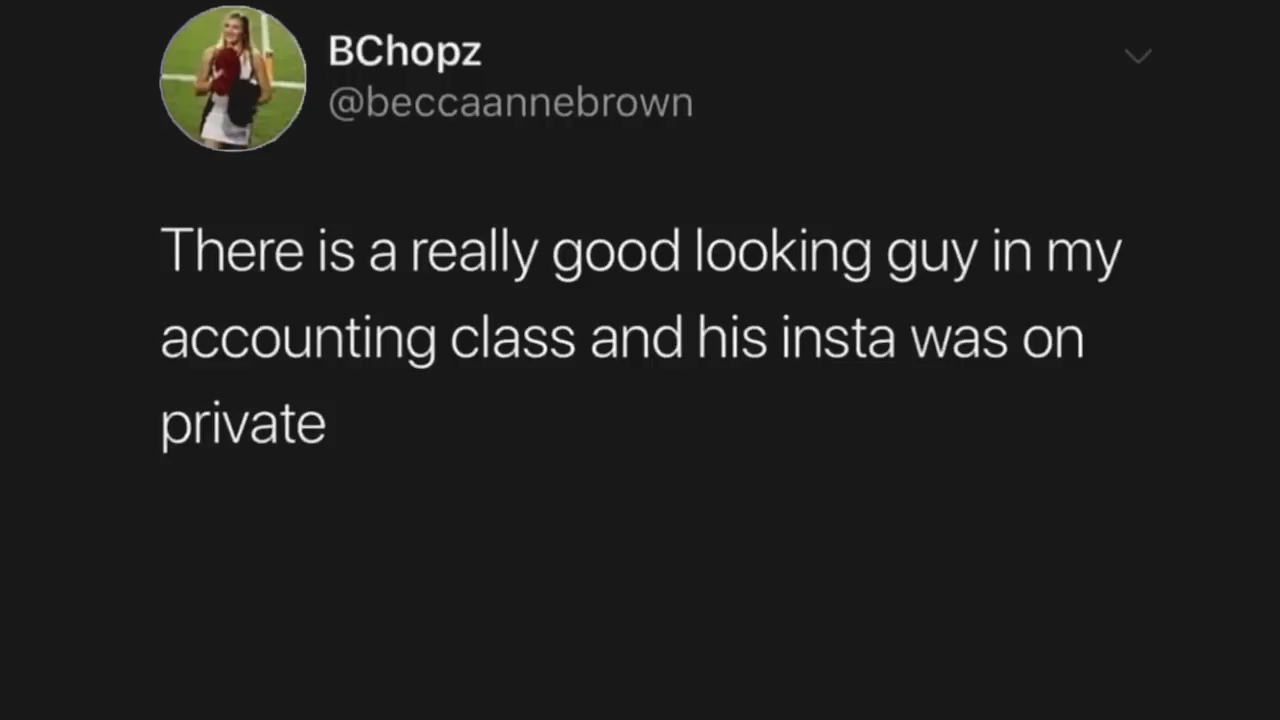 BChopz
@beccaannebrown
There is a really good looking guy in my
accounting class and his insta was on
private